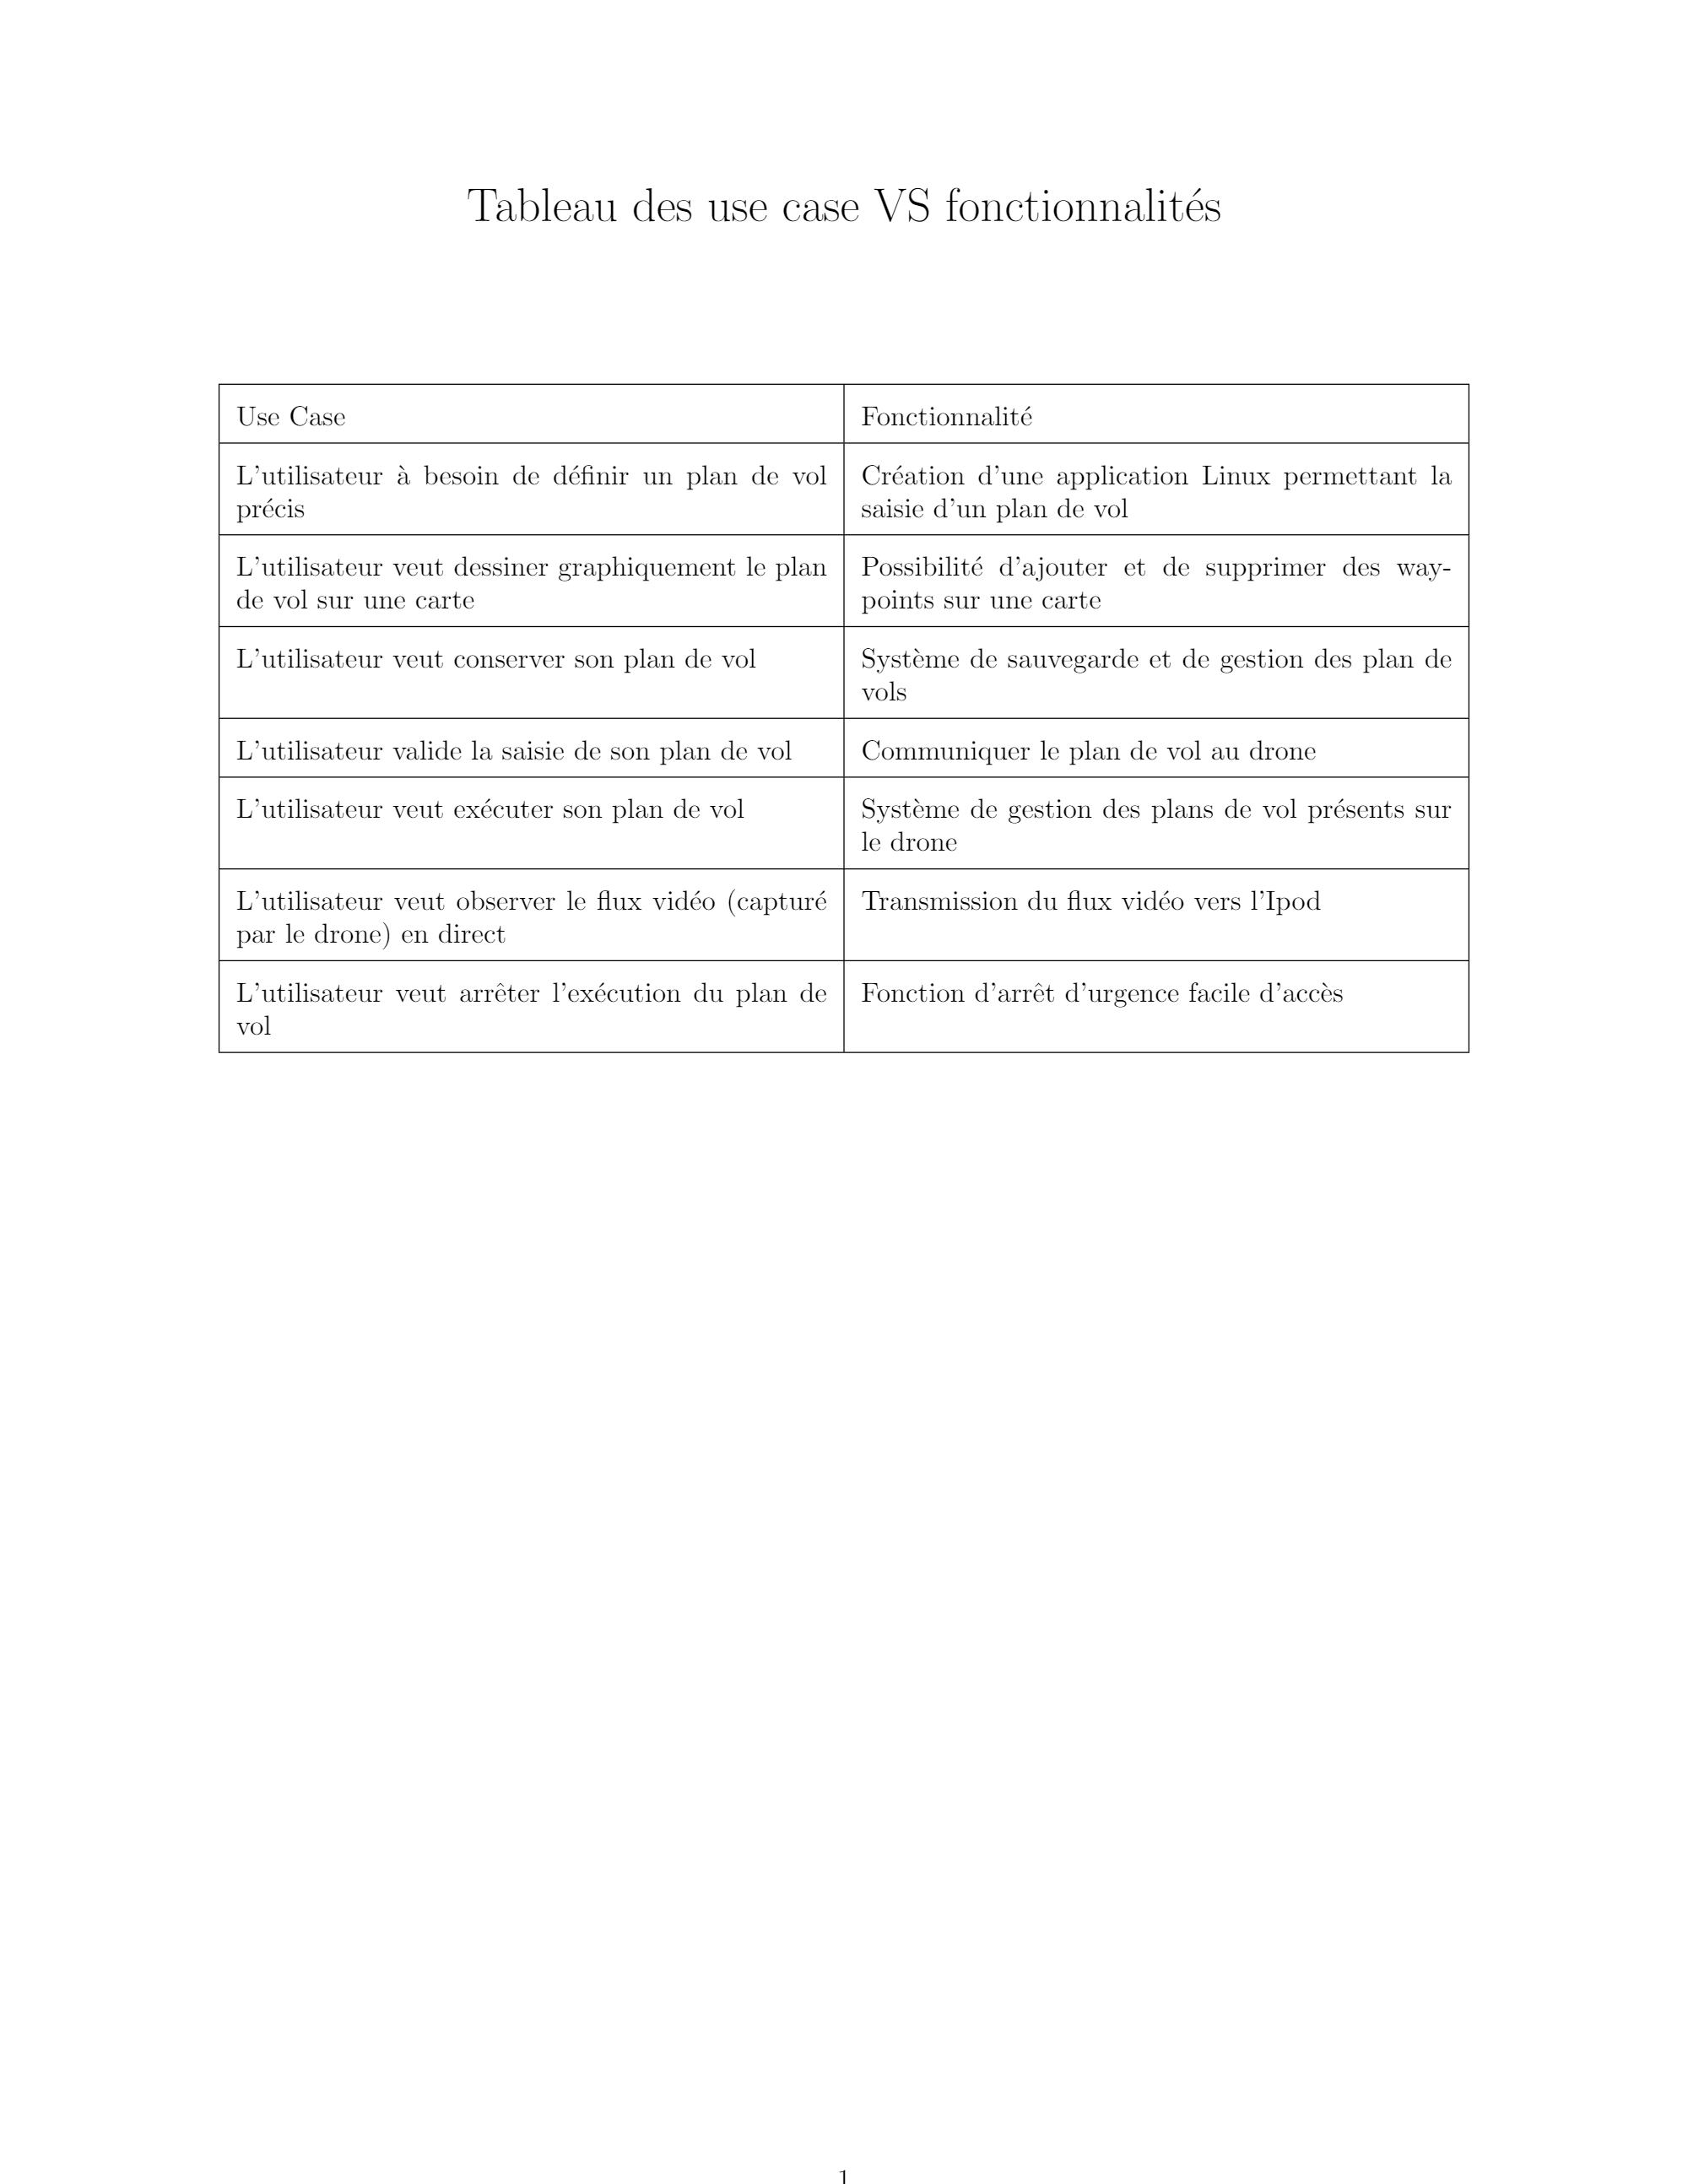 Tableau des use case VS fonctionnalités
Use Case
Fonctionnalité
L'utilisateur à besoin de définir un plan de vol
précis
Création d'une application Linux permettant la
saisie d'un plan de vol
L'utilisateur veut dessiner graphiquement le plan
de vol sur une carte
Possibilité d'ajouter et de supprimer des way-
points sur une carte
L'utilisateur veut conserver son plan de vol
Système de sauvegarde et de gestion des plan de
vols
L'utilisateur valide la saisie de son plan de vol
Communiquer le plan de vol au drone
L'utilisateur veut exécuter son plan de vol
Système de gestion des plans de vol présents sur
le drone
L'utilisateur veut observer le flux vidéo (capturé
par le drone) en direct
Transmission du flux vidéo vers l'Ipod
L'utilisateur veut arrêter l'exécution du plan de
vol
Fonction d'arrêt d'urgence facile d'accès
1